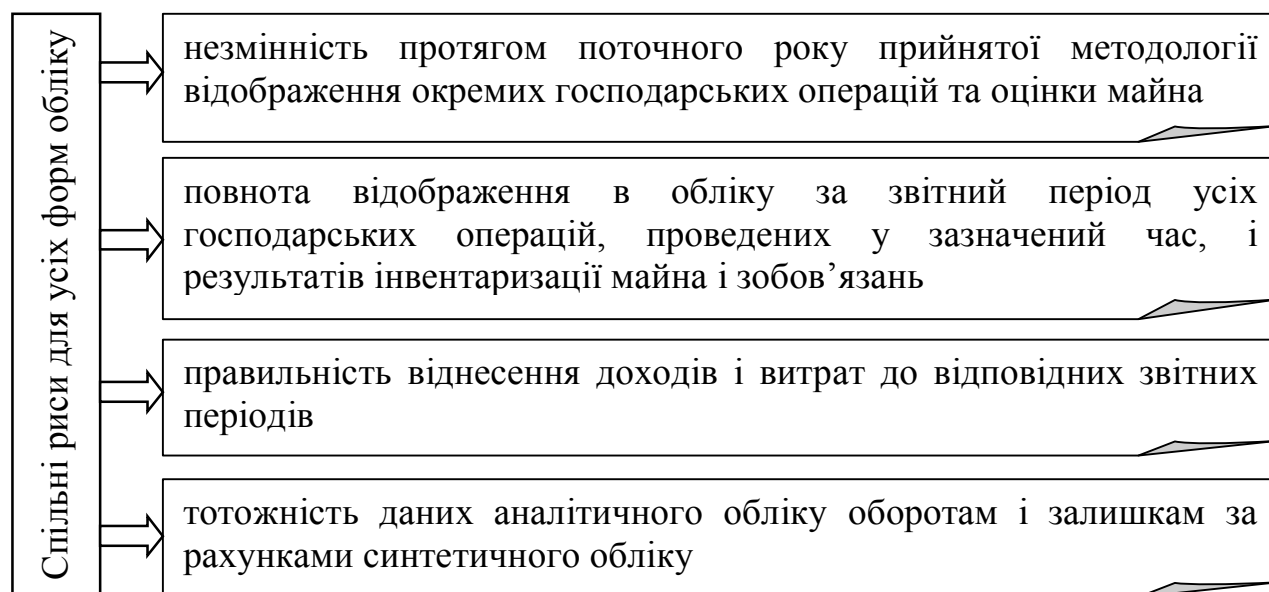 Спільні риси для усіх форм обліку
незмінність протягом поточного року прийнятої методології
відображення окремих господарських операцій та оцінки майна
повнота відображення в обліку за звітний період усіх
господарських операцій, проведених у зазначений час, і
результатів інвентаризації майна і зобов’язань
правильність віднесення доходів і витрат до відповідних звітних
періодів
тотожність даних аналітичного обліку оборотам і залишкам за
рахунками синтетичного обліку